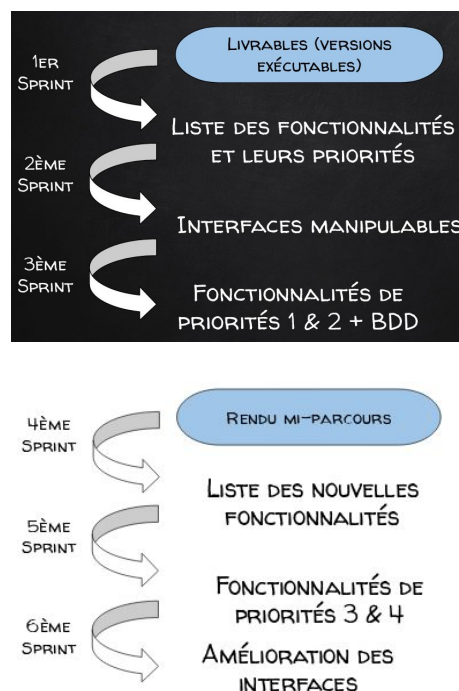 LIVRABLES (VERSIONS
EXÉCUTABLES)
1ER
SPRINT
LISTE DES FONCTIONNALITÉS
ET LEURS PRIORITÉS
2ÈME
SPRINT
INTERFACES MANIPULABLES
3ÈME
SPRINT
FONCTIONNALITÉS DE
PRIORITÉS 1 & 2 + BDD
RENDU MI-PARCOURS
4ÈME
SPRINT
LISTE DES NOUVELLES
FONCTIONNALITÉS
5ÈME
SPRINT
FONCTIONNALITÉS DE
PRIORITÉS 3 & 4
6ÈME
SPRINT
AMÉLIORATION DES
INTERFACES